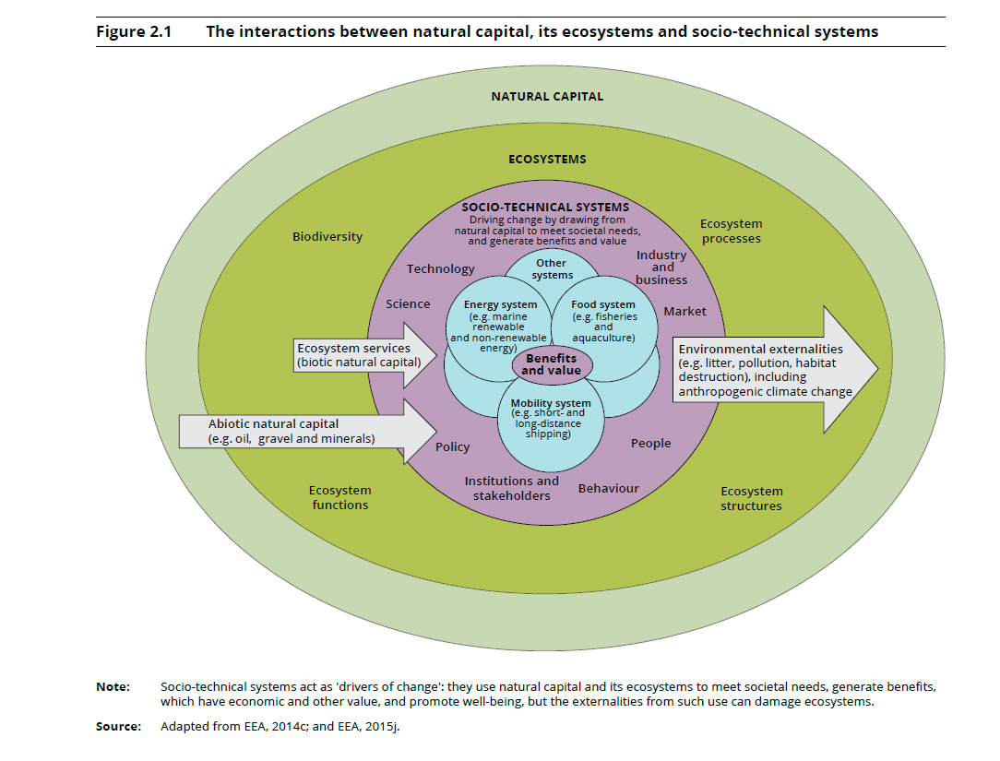 Figure 2.1 The interactions between natural capital, its ecosystems and socio-technical systems
NATURAL CAPITAL
ECOSYSTEMS
SOCIO-TECHNICAL SYSTEMS
Driving change by drawing from
natural capital to meet societal needs,
and generate benefits and value
Biodiversity
Ecosystem
processes
Technology
Industry
and
business
Other
systems
Science
Market
Energy system
(e.g. marine
renewable
and non-renewable
energy)
Food system
(e.g. fisheries
and
aquaculture)
Benefits
and value
Ecosystem services
(biotic natural capital)
Environmental externalities
(e.g. litter, pollution, habitat
destruction), including
anthropogenic climate change
Mobility system
(e.g. short- and
long-distance
shipping)
Abiotic natural capital
(e.g. oil, gravel and minerals)
Policy
People
Institutions and
stakeholders
Behaviour
Ecosystem
functions
Ecosystem
structures
Note: Socio-technical systems act as 'drivers of change': they use natural capital and its ecosystems to meet societal needs, generate benefits,
which have economic and other value, and promote well-being, but the externalities from such use can damage ecosystems.
Source: Adapted from EEA, 2014c; and EEA, 2015j.